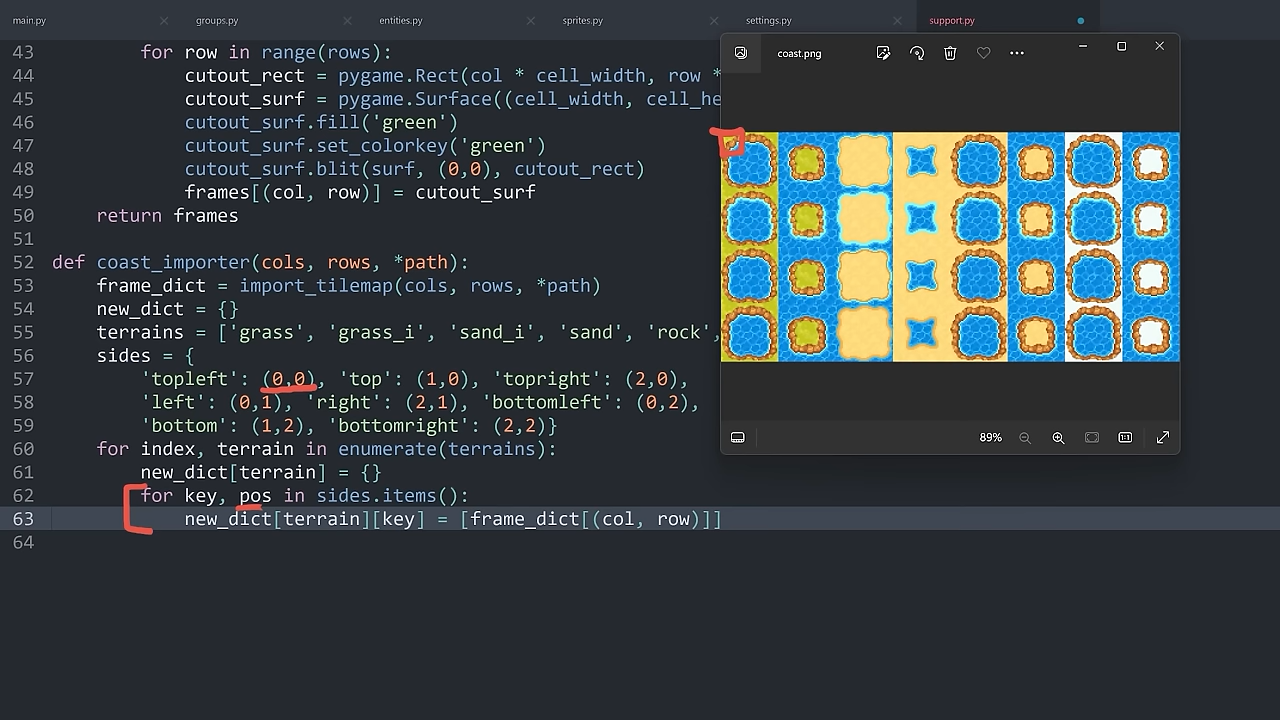 main.py groups.py entities.py sprites.py settings.py support.py
coast.png
43 for row in range(rows):
44 cutout_rect = pygame.Rect(col * cell_width, row *
45 cutout_surf = pygame.Surface((cell_width, cell_he
46 cutout_surf.fill('green')
47 cutout_surf.set_colorkey('green')
48 cutout_surf.blit(surf, (0,0), cutout_rect)
49 frames[(col, row)] = cutout_surf
50 return frames
51
52 def coast_importer(cols, rows, *path):
53 frame_dict = import_tilemap(cols, rows, *path)
54 new_dict = {}
55 terrains = ['grass', 'grass_i', 'sand_i', 'sand', 'rock',
56 sides = {
57 'topleft': (0,0), 'top': (1,0), 'topright': (2,0),
58 'left': (0,1), 'right': (2,1), 'bottomleft': (0,2),
59 'bottom': (1,2), 'bottomright': (2,2)}
60 for index, terrain in enumerate(terrains):
61 new_dict[terrain] = {}
62 for key, pos in sides.items():
63 new_dict[terrain][key] = [frame_dict[(col, row)]]
64
89% 1:1